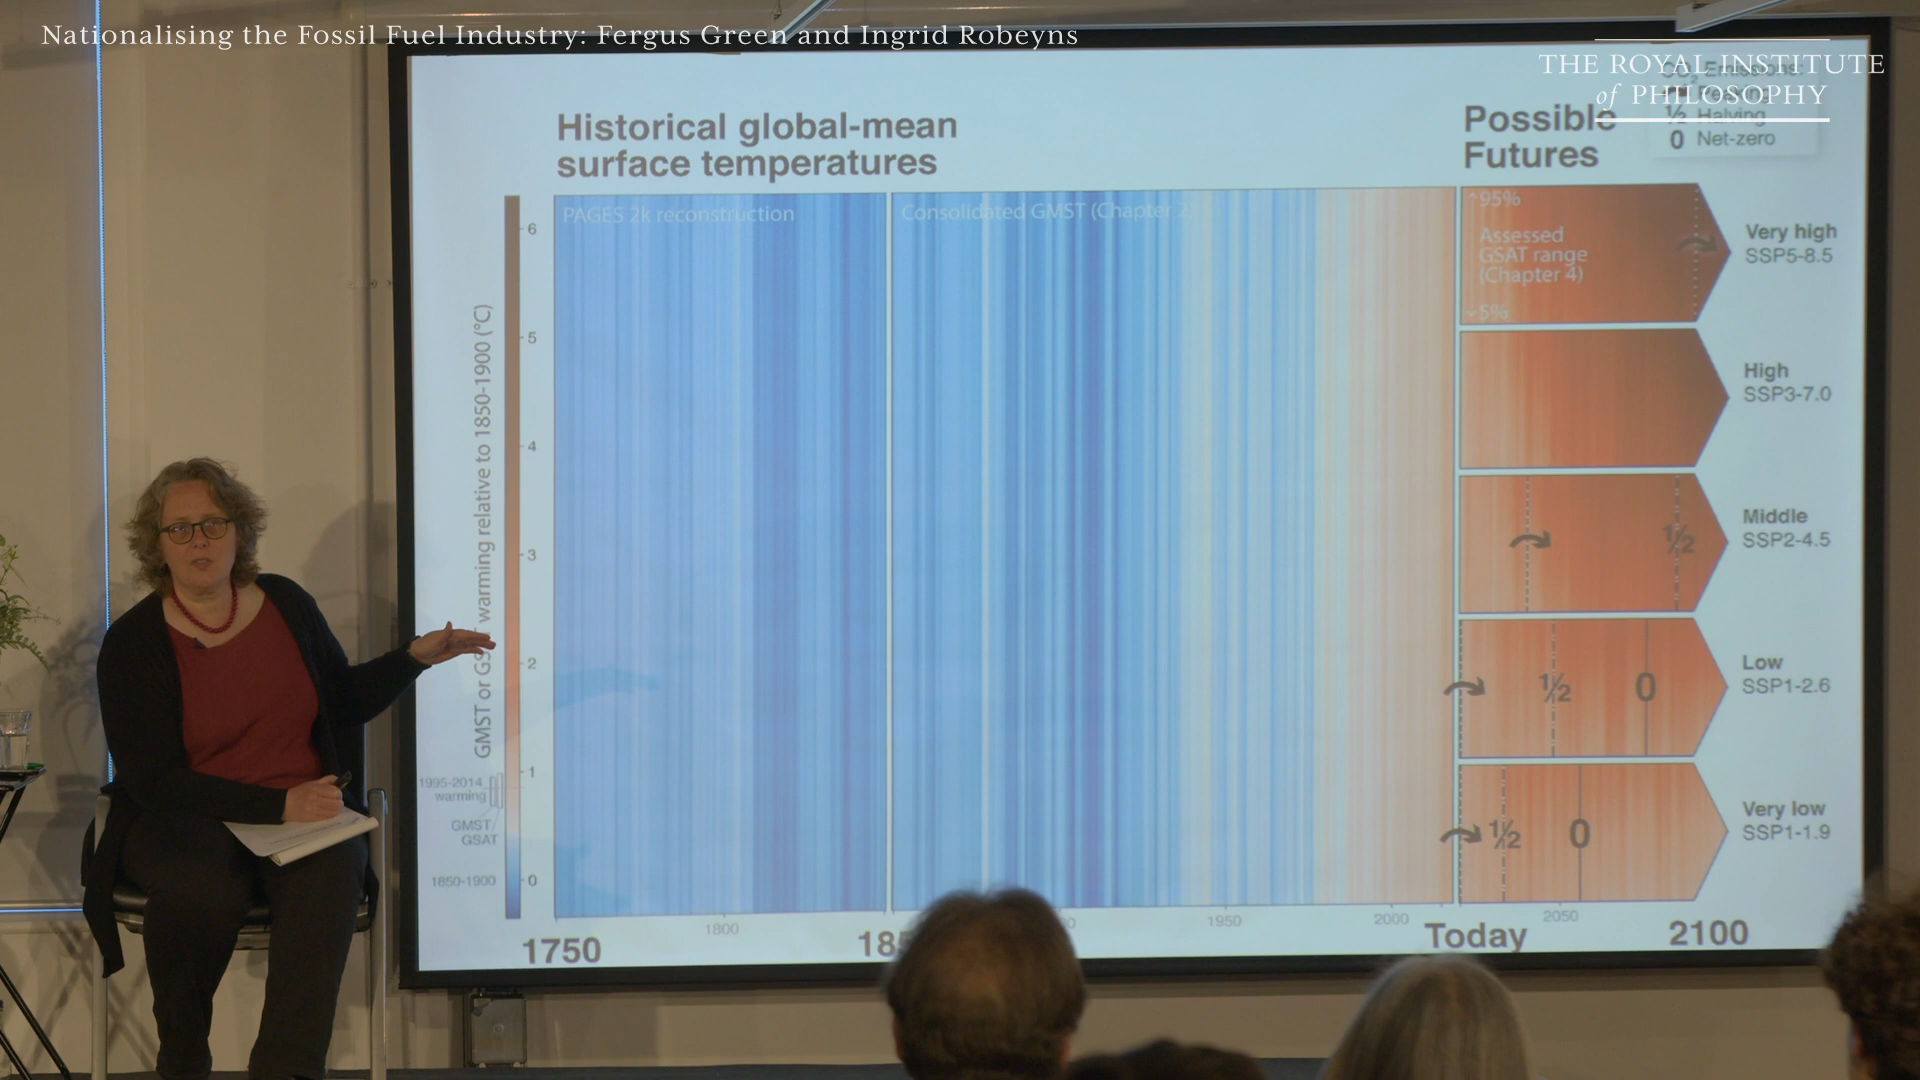 Nationalising the Fossil Fuel Industry: Fergus Green and Ingrid Robeyns
THE ROYAL INSTITUTE
of PHILOSOPHY
Historical global-mean
surface temperatures
Possible
Futures
CO2 Emissions:
Peaking
½ Halving
0 Net-zero
PAGES 2k reconstruction
Consolidated GMST (Chapter 2)
95%
Assessed
GSAT range
(Chapter 4)
5%
Very high
SSP5-8.5
High
SSP3-7.0
Middle
SSP2-4.5
½
Low
SSP1-2.6
½ 0
Very low
SSP1-1.9
½ 0
GMST or warming relative to 1850-1900 (°C)
6
5
4
3
2
1
0
1995-2014
warming
GMST
GSAT
1850-1900
1800
1950
2000
2050
1750
Today
2100